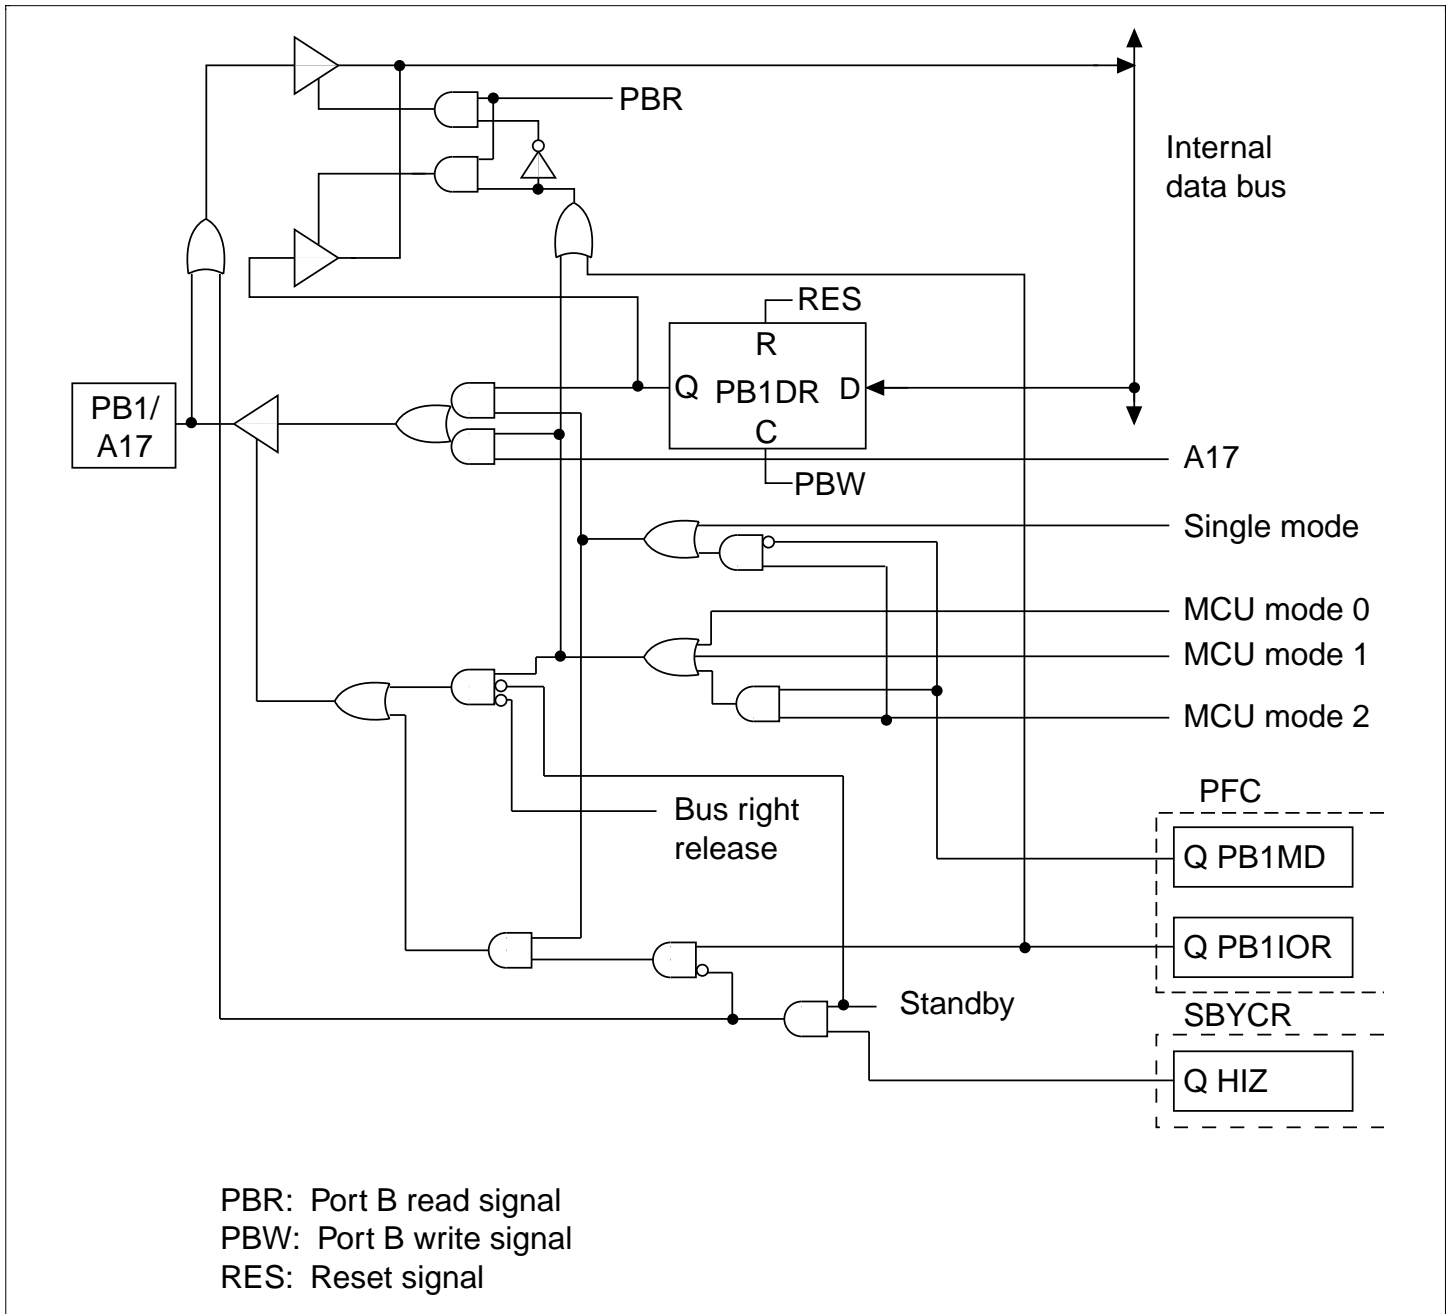 PBR
Internal
data bus
RES
R
Q PB1DR D
C
PB1/
A17
PBW
A17
Single mode
MCU mode 0
MCU mode 1
MCU mode 2
PFC
Bus right
release
Q PB1MD
Q PB1IOR
Standby
SBYCR
Q HIZ
PBR: Port B read signal
PBW: Port B write signal
RES: Reset signal